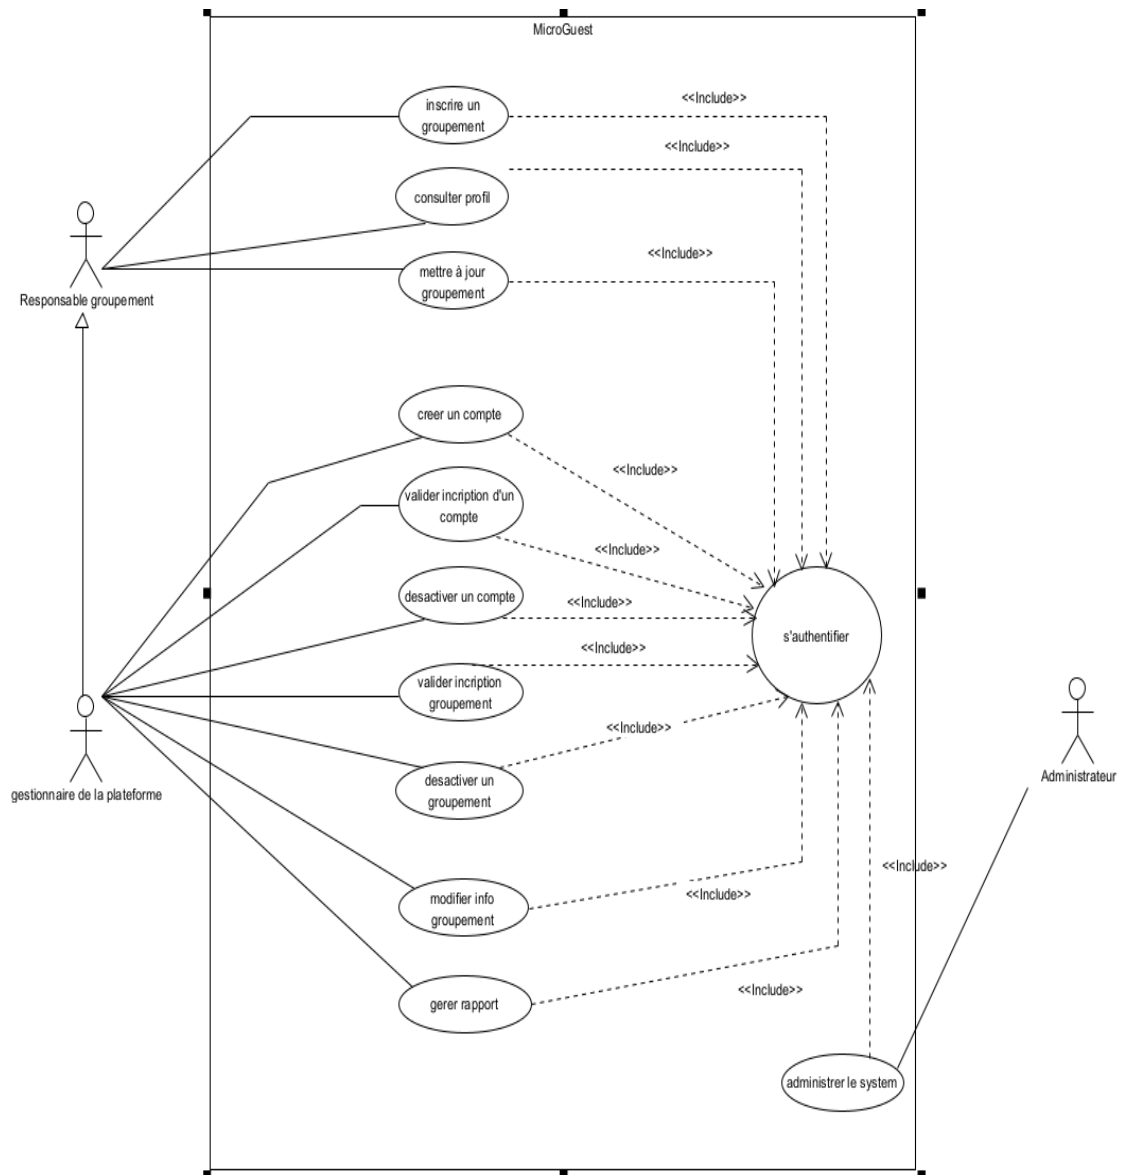 MicroGuest
<<Include>>
inscrire un
groupement
<<Include>>
consulter profil
<<Include>>
mettre à jour
groupement
Responsable groupement
creer un compte
<<Include>>
valider incription d'un
compte
<<Include>>
desactiver un compte
<<Include>>
s'authentifier
<<Include>>
valider incription
groupement
<<Include>>
desactiver un
groupement
gestionnaire de la plateforme
Administrateur
<<Include>>
modifier info
groupement
<<Include>>
gerer rapport
<<Include>>
administrer le system